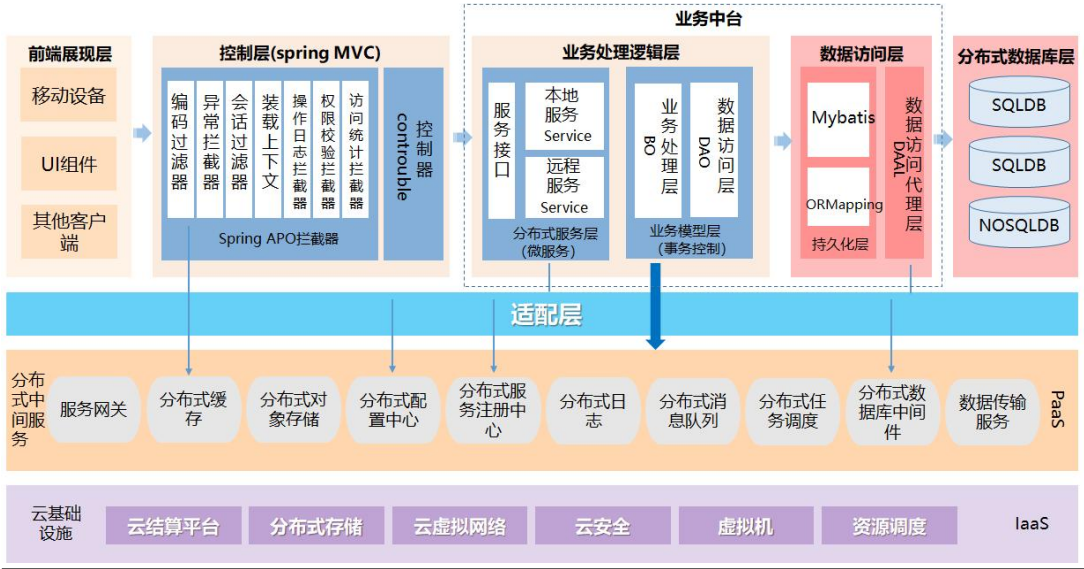 业务中台
前端展现层
移动设备
UI组件
其他客户
端
控制层(spring MVC)
编码过滤器
异常拦截器
会话过滤器
装载上下文
操作日志拦截器
权限校验拦截器
访问统计拦截器
Spring APO拦截器
控制器
controuble
业务处理逻辑层
服务接口
本地
服务
Service
远程
服务
Service
分布式服务层
（微服务）
业务处理层
BO
数据访问层
DAO
业务模型层
（事务控制）
数据访问层
Mybatis
ORMapping
持久化层
数据访问代理层
DAAL
分布式数据库层
SQLDB
SQLDB
NOSQLDB
适配层
分布
式中
间服
务
服务网关
分布式缓
存
分布式对
象存储
分布式配
置中心
分布式服
务注册中
心
分布式日
志
分布式消
息队列
分布式任
务调度
分布式数
据库中间
件
数据传输
服务
PaaS
云基础
设施
云结算平台
分布式存储
云虚拟网络
云安全
虚拟机
资源调度
IaaS